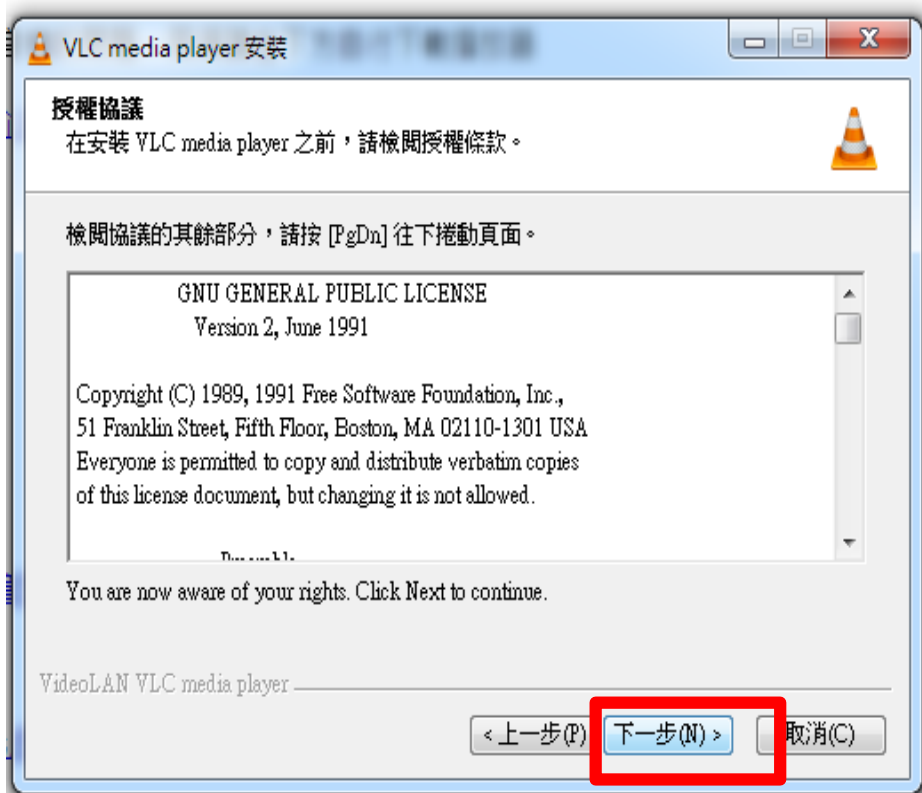 VLC media player 安裝
授權協議
在安裝 VLC media player 之前，請檢閱授權條款。
檢閱協議的其餘部分，請按 [PgDn] 往下捲動頁面。
GNU GENERAL PUBLIC LICENSE
Version 2, June 1991
Copyright (C) 1989, 1991 Free Software Foundation, Inc.,
51 Franklin Street, Fifth Floor, Boston, MA 02110-1301 USA
Everyone is permitted to copy and distribute verbatim copies
of this license document, but changing it is not allowed.
You are now aware of your rights. Click Next to continue.
VideoLAN VLC media player
<上一步(P) 下一步(N) > 取消(C)